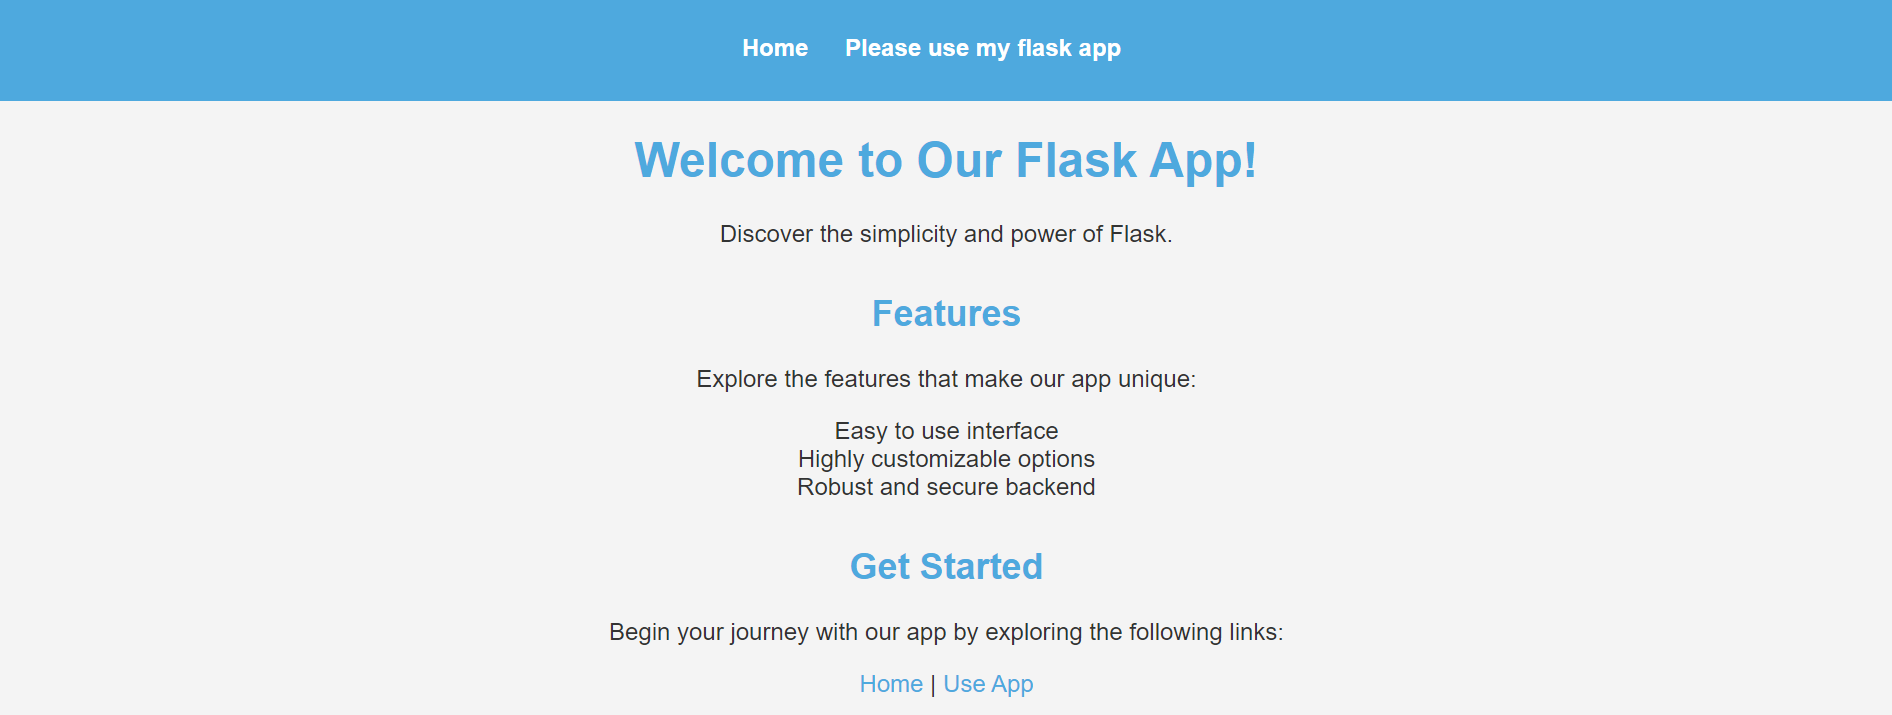 Home Please use my flask app
Welcome to Our Flask App!
Discover the simplicity and power of Flask.
Features
Explore the features that make our app unique:
Easy to use interface
Highly customizable options
Robust and secure backend
Get Started
Begin your journey with our app by exploring the following links:
Home | Use App